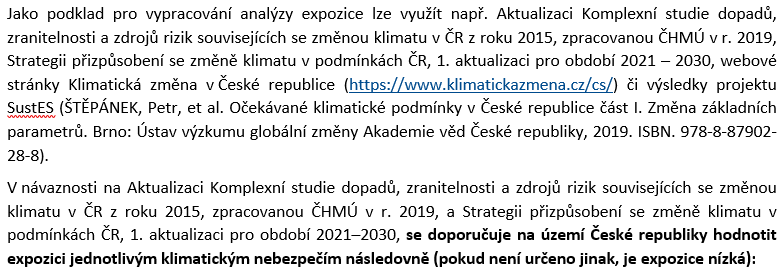 Jako podklad pro vypracování analýzy expozice lze využít např. Aktualizaci Komplexní studie dopadů,
zranitelnosti a zdrojů rizik souvisejících se změnou klimatu v ČR z roku 2015, zpracovanou ČHMÚ v r. 2019,
Strategii přizpůsobení se změně klimatu v podmínkách ČR, 1. aktualizaci pro období 2021 – 2030, webové
stránky Klimatická změna v České republice (https://www.klimatickazmena.cz/cs/) či výsledky projektu
SustES (ŠTĚPÁNEK, Petr, et al. Očekávané klimatické podmínky v České republice část I. Změna základních
parametrů. Brno: Ústav výzkumu globální změny Akademie věd České republiky, 2019. ISBN. 978-8-87902-
28-8).
V návaznosti na Aktualizaci Komplexní studie dopadů, zranitelnosti a zdrojů rizik souvisejících se změnou
klimatu v ČR z roku 2015, zpracovanou ČHMÚ v r. 2019, a Strategii přizpůsobení se změně klimatu v
podmínkách ČR, 1. aktualizaci pro období 2021–2030, se doporučuje na území České republiky hodnotit
expozici jednotlivým klimatickým nebezpečím následovně (pokud není určeno jinak, je expozice nízká):